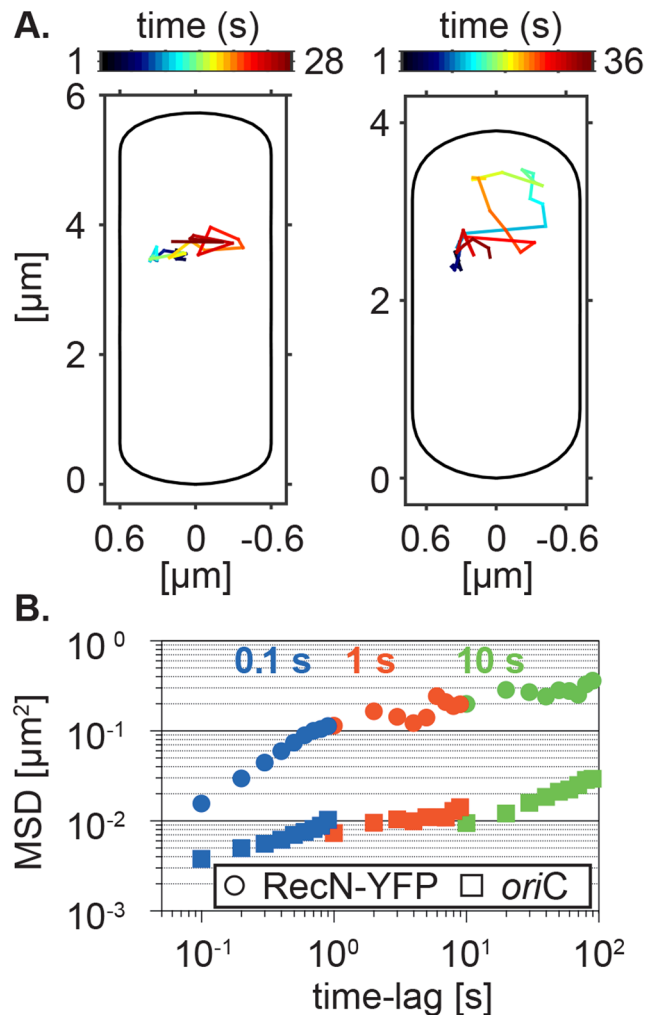 A.
time (s) time (s)
1 28 1 36
6
4
2
0
[µm]
0.6 0 -0.6
[µm]
4
2
0
0.6 0 -0.6
[µm]
B.
10⁰
10⁻¹
10⁻²
10⁻³
MSD [µm²]
0.1 s 1 s 10 s
RecN-YFP oriC
10⁻¹ 10⁰ 10¹ 10²
time-lag [s]